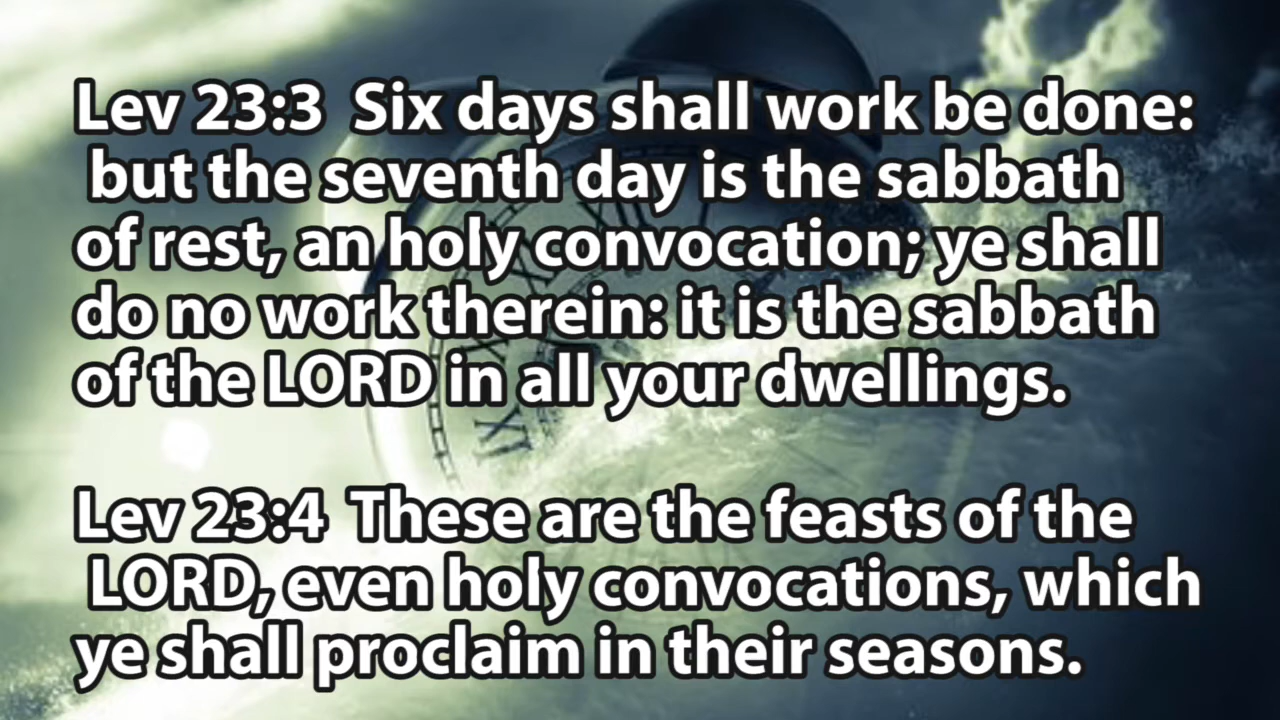 Lev 23:3  Six days shall work be done:
but the seventh day is the sabbath
of rest, an holy convocation; ye shall
do no work therein: it is the sabbath
of the LORD in all your dwellings.
XII
XI
Lev 23:4  These are the feasts of the
LORD, even holy convocations, which
ye shall proclaim in their seasons.